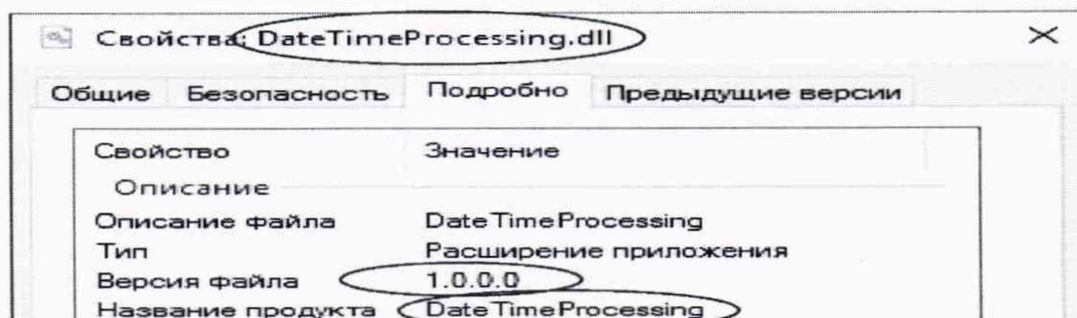 Свойства: DateTimeProcessing.dll
Общие Безопасность Подробно Предыдущие версии
Свойство Значение
Описание
Описание файла DateTimeProcessing
Тип Расширение приложения
Версия файла 1.0.0.0
Название продукта DateTimeProcessing